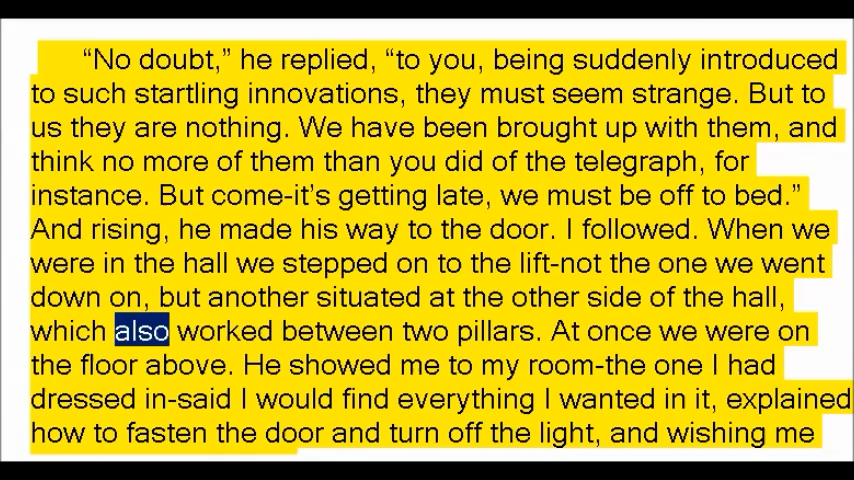 “No doubt,” he replied, “to you, being suddenly introduced
to such startling innovations, they must seem strange. But to
us they are nothing. We have been brought up with them, and
think no more of them than you did of the telegraph, for
instance. But come-it’s getting late, we must be off to bed.”
And rising, he made his way to the door. I followed. When we
were in the hall we stepped on to the lift-not the one we went
down on, but another situated at the other side of the hall,
which also worked between two pillars. At once we were on
the floor above. He showed me to my room-the one I had
dressed in-said I would find everything I wanted in it, explained
how to fasten the door and turn off the light, and wishing me